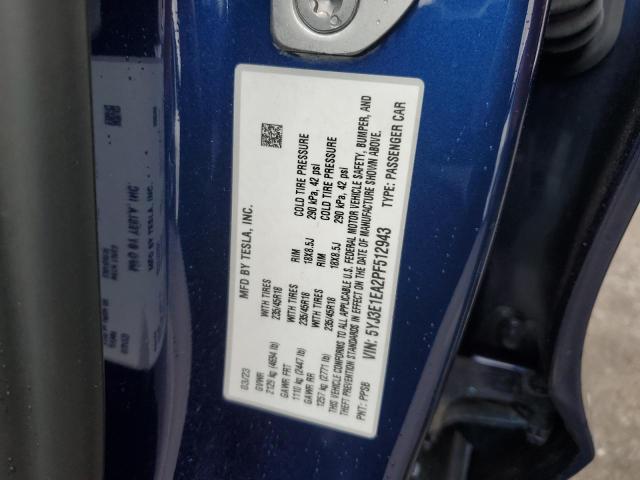 MFD BY TESLA, INC.
03/23
GVWR
2129 kg (4694 lb)
WITH TIRES
235/45R18
RIM
18X8.5J
COLD TIRE PRESSURE
290 kPa, 42 psi
GAWR FRT
1110 kg (2447 lb)
WITH TIRES
235/45R18
RIM
18X8.5J
COLD TIRE PRESSURE
290 kPa, 42 psi
GAWR RR
1257 kg (2771 lb)
THIS VEHICLE CONFORMS TO ALL APPLICABLE U.S. FEDERAL MOTOR VEHICLE SAFETY, BUMPER, AND
THEFT PREVENTION STANDARDS IN EFFECT ON THE DATE OF MANUFACTURE SHOWN ABOVE.
VIN: 5YJ3E1EA2PF512943
TYPE: PASSENGER CAR
PNT: PPSB